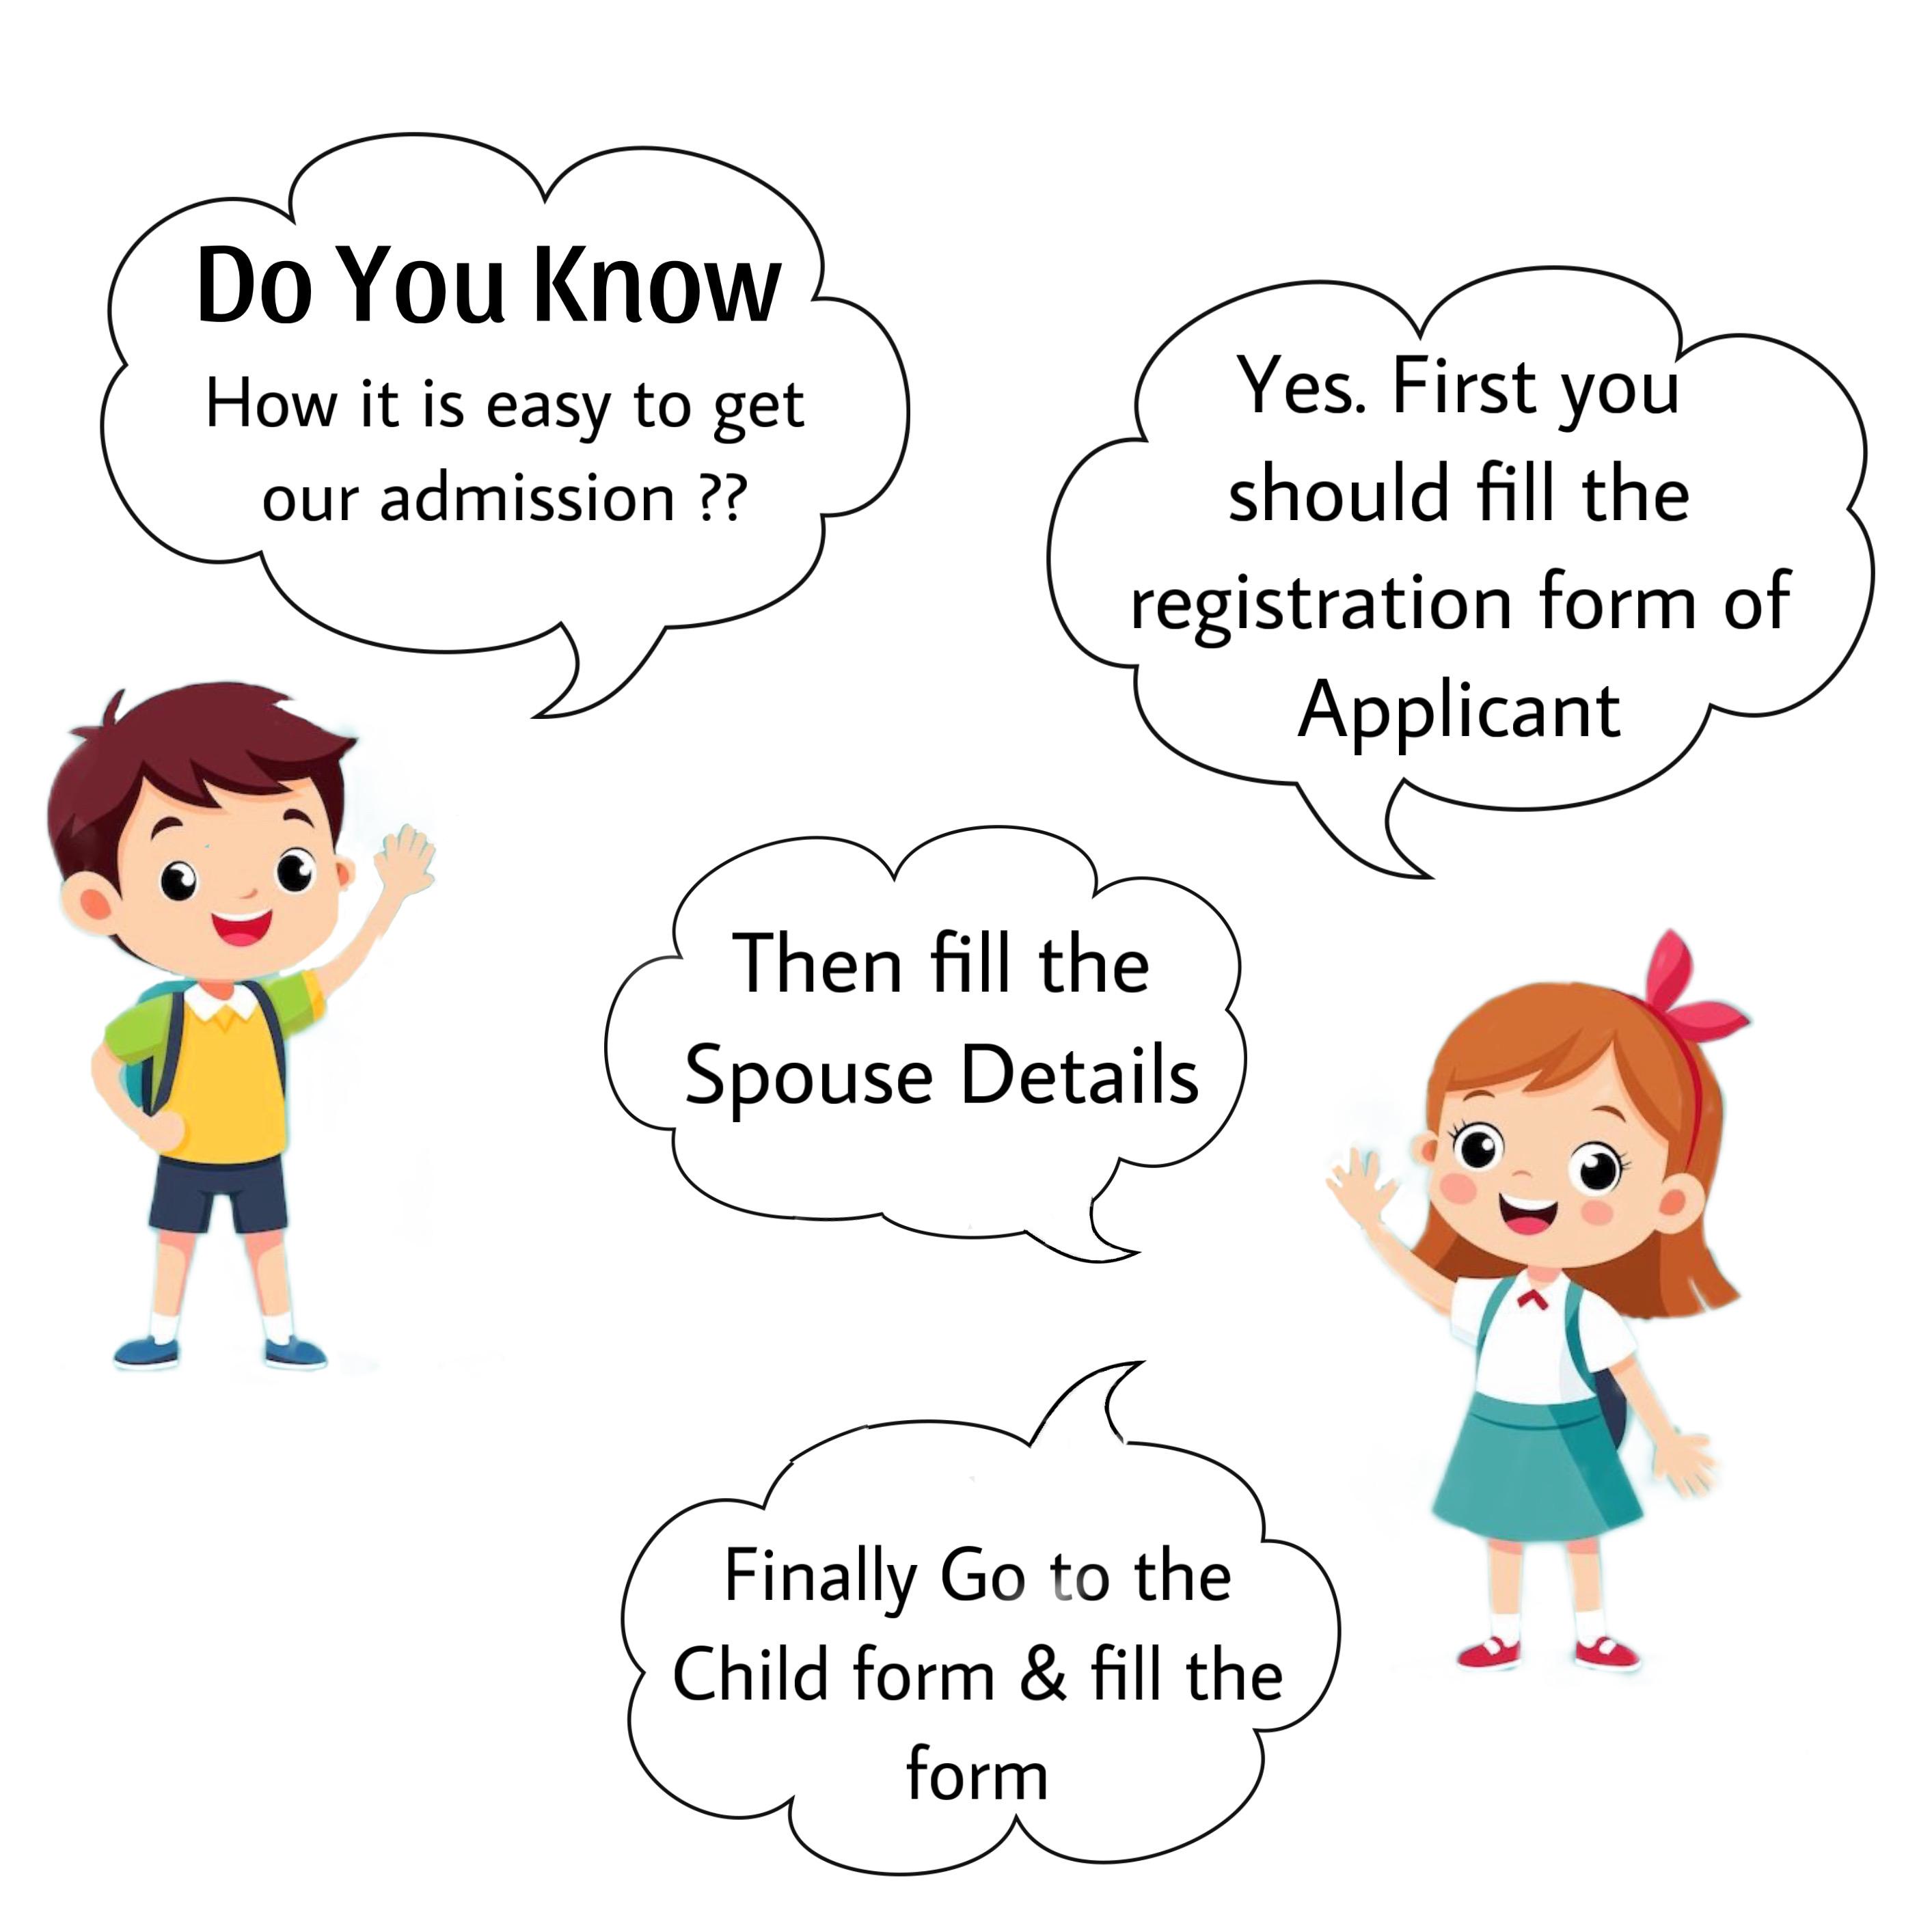 Do You Know
How it is easy to get
our admission ??
Yes. First you
should fill the
registration form of
Applicant
Then fill the
Spouse Details
Finally Go to the
Child form & fill the
form